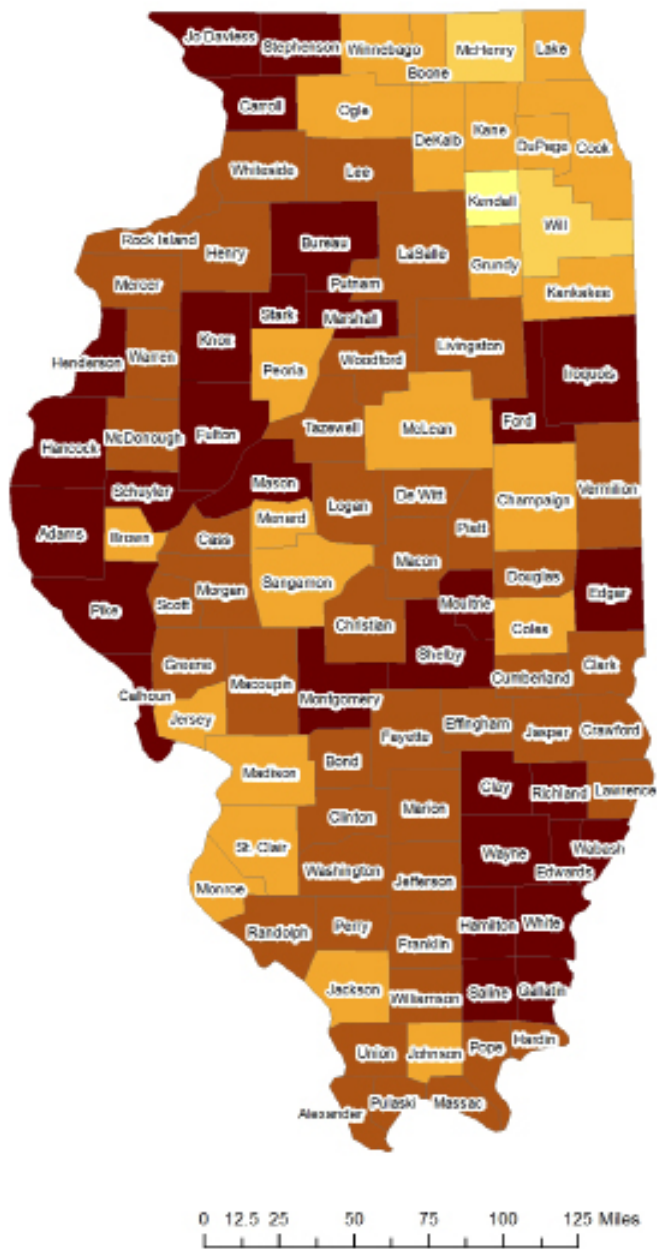 Jo Daviess
Stephenson
Winnebago
Boone
McHenry
Lake
Carroll
Ogle
DeKalb
Kane
DuPage
Cook
Whiteside
Lee
Kendall
Will
Rock Island
Henry
Bureau
LaSalle
Grundy
Mercer
Putnam
Kankakee
Stark
Marshall
Henderson
Warren
Knox
Peoria
Woodford
Livingston
Iroquois
Hancock
McDonough
Fulton
Tazewell
McLean
Ford
Schuyler
Mason
Logan
De Witt
Champaign
Vermilion
Adams
Brown
Cass
Menard
Piatt
Macon
Pike
Scott
Morgan
Sangamon
Christian
Moultrie
Douglas
Edgar
Coles
Shelby
Greene
Macoupin
Montgomery
Cumberland
Clark
Calhoun
Jersey
Fayette
Effingham
Jasper
Crawford
Madison
Bond
Clay
Richland
Lawrence
Clinton
Marion
St. Clair
Wayne
Edwards
Wabash
Monroe
Washington
Jefferson
Randolph
Perry
Franklin
Hamilton
White
Jackson
Williamson
Saline
Gallatin
Union
Johnson
Pope
Hardin
Alexander
Pulaski
Massac
0 12.5 25 50 75 100 125 Miles